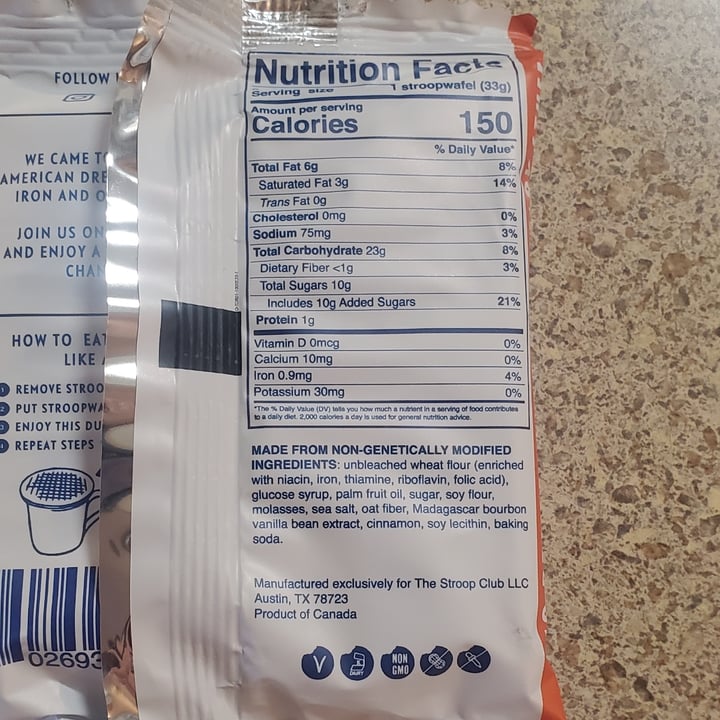 FOLLOW
WE CAME TO
AMERICAN DRE
IRON AND O
JOIN US ON
AND ENJOY A
CHAN
HOW TO EAT
LIKE A
1 REMOVE STROO
2 PUT STROOPWA
3 ENJOY THIS DU
4 REPEAT STEPS
02693
Nutrition Facts
Serving size 1 stroopwafel (33g)
Amount per serving
Calories 150
% Daily Value*
Total Fat 6g 8%
Saturated Fat 3g 14%
Trans Fat 0g
Cholesterol 0mg 0%
Sodium 75mg 3%
Total Carbohydrate 23g 8%
Dietary Fiber <1g 3%
Total Sugars 10g
Includes 10g Added Sugars 21%
Protein 1g
Vitamin D 0mcg 0%
Calcium 10mg 0%
Iron 0.9mg 4%
Potassium 30mg 0%
*The % Daily Value (DV) tells you how much a nutrient in a serving of food contributes
to a daily diet. 2,000 calories a day is used for general nutrition advice.
MADE FROM NON-GENETICALLY MODIFIED
INGREDIENTS: unbleached wheat flour (enriched
with niacin, iron, thiamine, riboflavin, folic acid),
glucose syrup, palm fruit oil, sugar, soy flour,
molasses, sea salt, oat fiber, Madagascar bourbon
vanilla bean extract, cinnamon, soy lecithin, baking
soda.
Manufactured exclusively for The Stroop Club LLC
Austin, TX 78723
Product of Canada
V DAIRY NON GMO